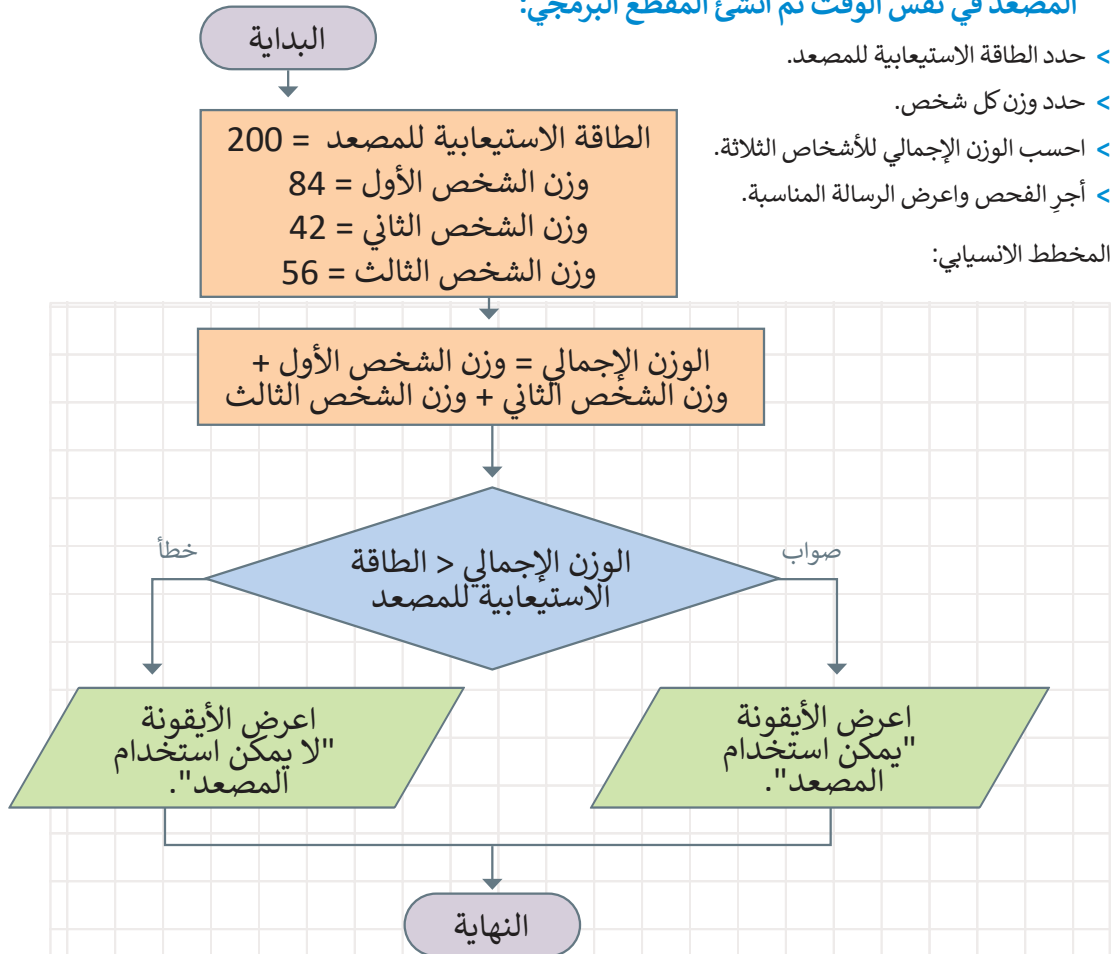 المصعد في نفس الوقت ثم أنشئ المقطع البرمجي:
> حدد الطاقة الاستيعابية للمصعد.
> حدد وزن كل شخص.
> احسب الوزن الإجمالي للأشخاص الثلاثة.
> أجرِ الفحص واعرض الرسالة المناسبة.
المخطط الانسيابي:
البداية
الطاقة الاستيعابية للمصعد = 200
وزن الشخص الأول = 84
وزن الشخص الثاني = 42
وزن الشخص الثالث = 56
الوزن الإجمالي = وزن الشخص الأول +
وزن الشخص الثاني + وزن الشخص الثالث
الوزن الإجمالي < الطاقة
الاستيعابية للمصعد
صواب
خطأ
اعرض الأيقونة
"يمكن استخدام
المصعد".
اعرض الأيقونة
"لا يمكن استخدام
المصعد".
النهاية